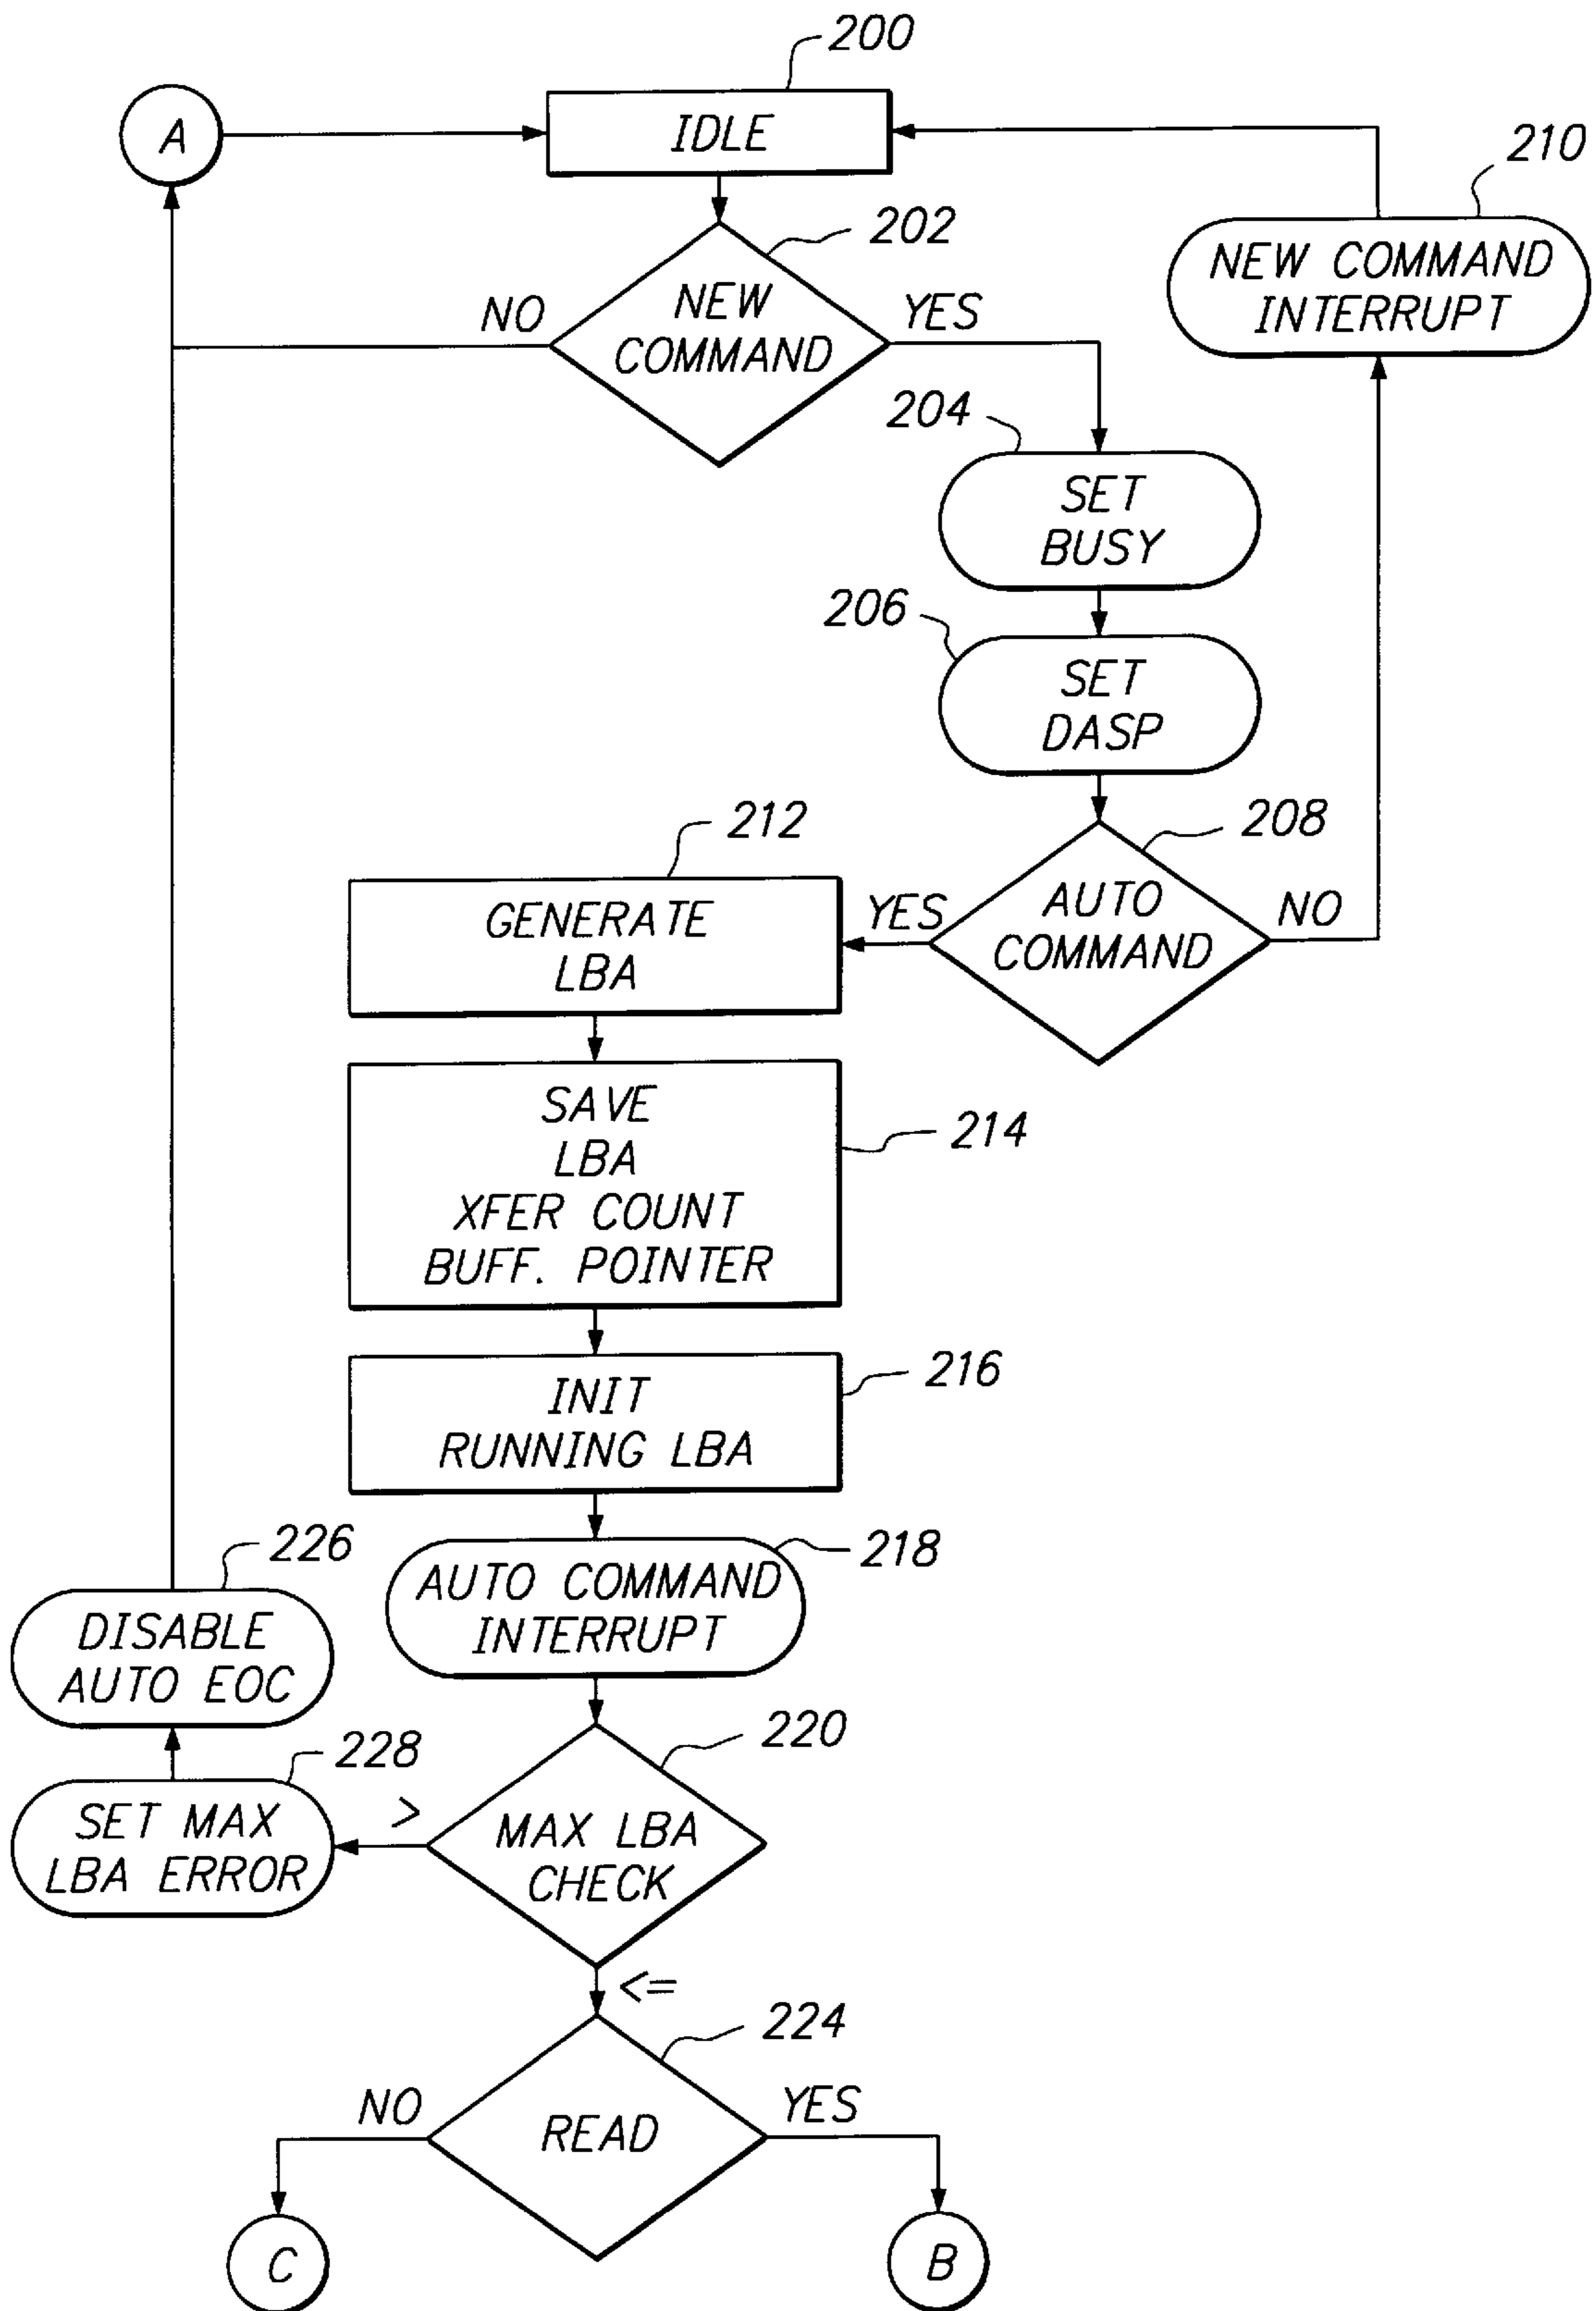 200
A
IDLE
210
202
NEW COMMAND
INTERRUPT
NO
NEW
COMMAND
YES
204
SET
BUSY
206
SET
DASP
212
208
GENERATE
LBA
YES
AUTO
COMMAND
NO
SAVE
LBA
XFER COUNT
BUFF. POINTER
214
INIT
RUNNING LBA
216
226
218
AUTO COMMAND
INTERRUPT
DISABLE
AUTO EOC
228
220
SET MAX
LBA ERROR
>
MAX LBA
CHECK
<=
224
NO
READ
YES
C
B